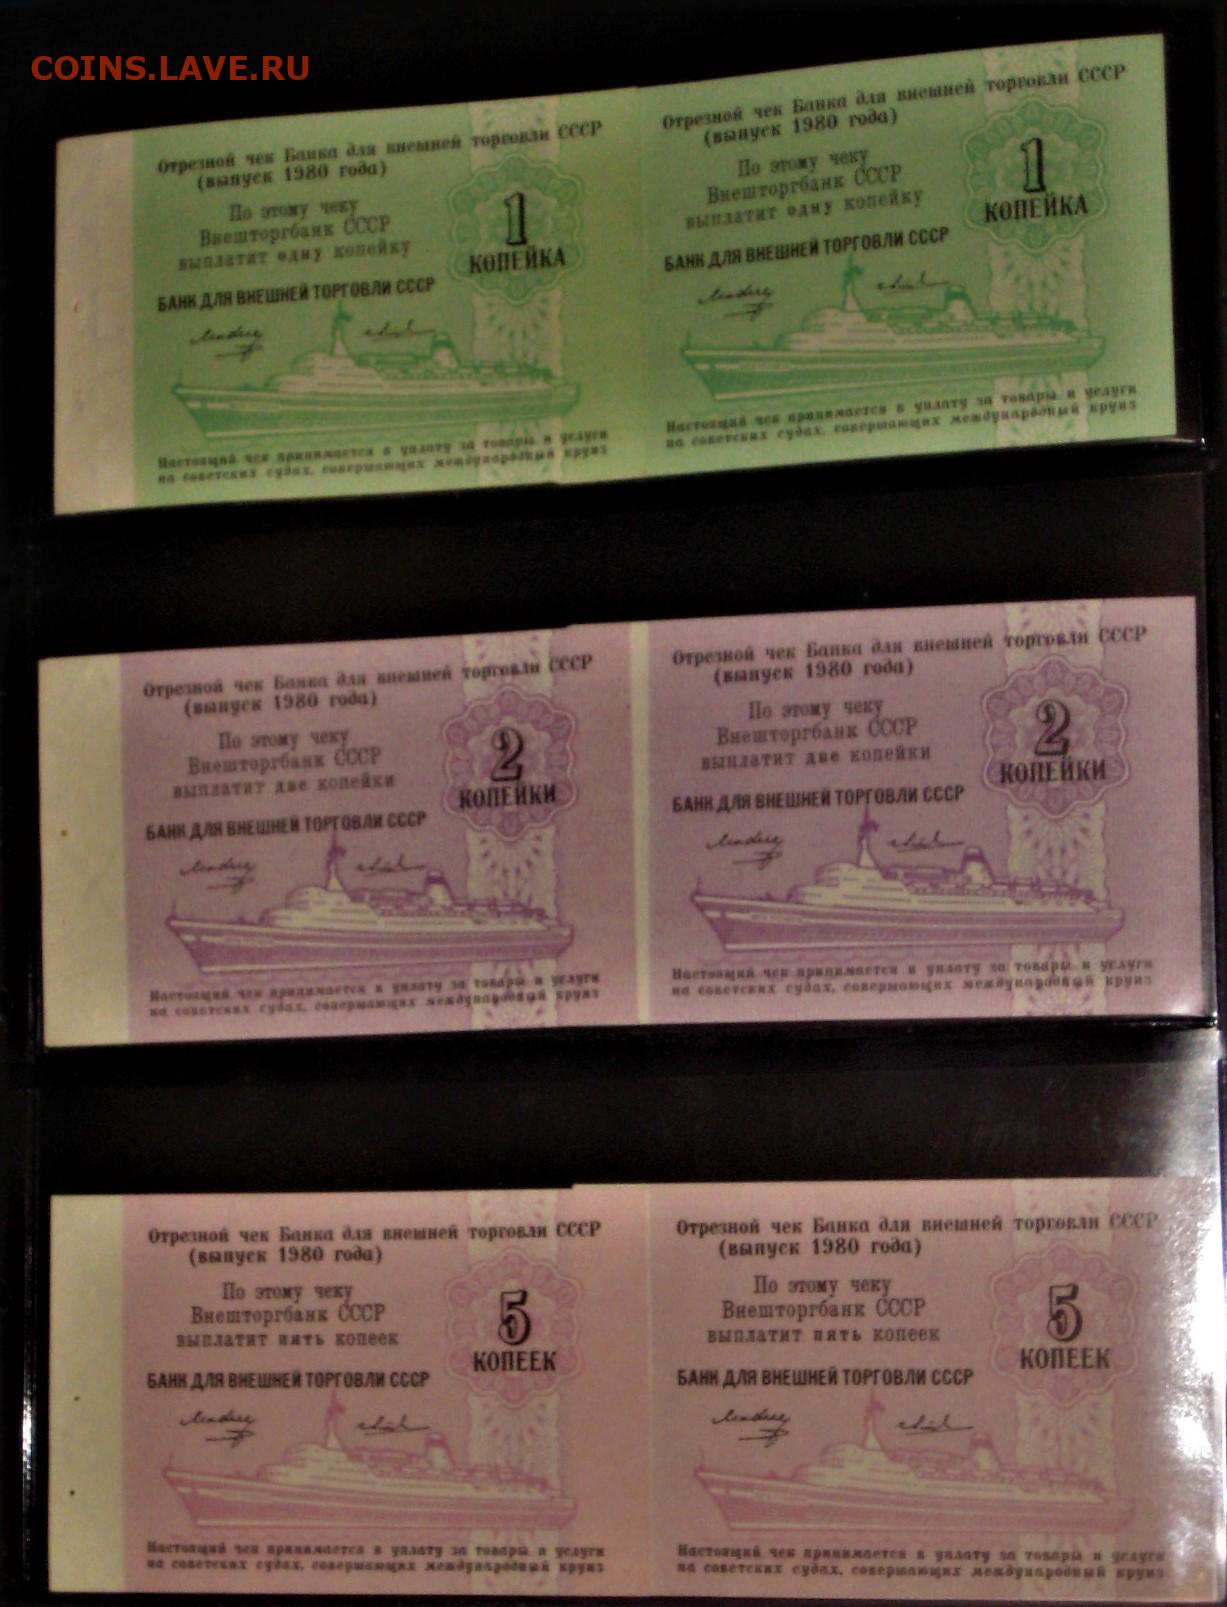 COINS.LAVE.RU
Отрезной чек Банка для внешней торговли СССР
(выпуск 1980 года)
По этому чеку
Внешторгбанк СССР
выплатит одну копейку
БАНК ДЛЯ ВНЕШНЕЙ ТОРГОВЛИ СССР
1
КОПЕЙКА
Настоящий чек принимается в уплату за товары и услуги
на советских судах, совершающих международный круиз
Отрезной чек Банка для внешней торговли СССР
(выпуск 1980 года)
По этому чеку
Внешторгбанк СССР
выплатит одну копейку
БАНК ДЛЯ ВНЕШНЕЙ ТОРГОВЛИ СССР
1
КОПЕЙКА
Настоящий чек принимается в уплату за товары и услуги
на советских судах, совершающих международный круиз
Отрезной чек Банка для внешней торговли СССР
(выпуск 1980 года)
По этому чеку
Внешторгбанк СССР
выплатит две копейки
БАНК ДЛЯ ВНЕШНЕЙ ТОРГОВЛИ СССР
2
КОПЕЙКИ
Настоящий чек принимается в уплату за товары и услуги
на советских судах, совершающих международный круиз
Отрезной чек Банка для внешней торговли СССР
(выпуск 1980 года)
По этому чеку
Внешторгбанк СССР
выплатит две копейки
БАНК ДЛЯ ВНЕШНЕЙ ТОРГОВЛИ СССР
2
КОПЕЙКИ
Настоящий чек принимается в уплату за товары и услуги
на советских судах, совершающих международный круиз
Отрезной чек Банка для внешней торговли СССР
(выпуск 1980 года)
По этому чеку
Внешторгбанк СССР
выплатит пять копеек
БАНК ДЛЯ ВНЕШНЕЙ ТОРГОВЛИ СССР
5
КОПЕЕК
Настоящий чек принимается в уплату за товары и услуги
на советских судах, совершающих международный круиз
Отрезной чек Банка для внешней торговли СССР
(выпуск 1980 года)
По этому чеку
Внешторгбанк СССР
выплатит пять копеек
БАНК ДЛЯ ВНЕШНЕЙ ТОРГОВЛИ СССР
5
КОПЕЕК
Настоящий чек принимается в уплату за товары и услуги
на советских судах, совершающих международный круиз